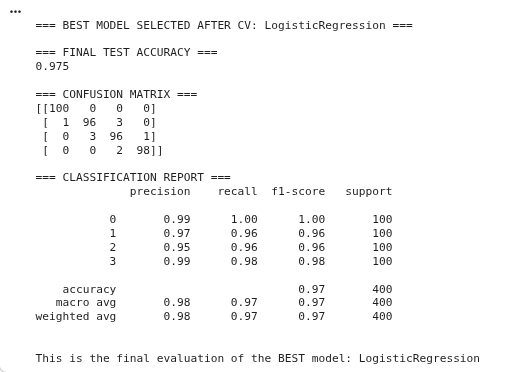 === BEST MODEL SELECTED AFTER CV: LogisticRegression ===
=== FINAL TEST ACCURACY ===
0.975
=== CONFUSION MATRIX ===
[[100   0   0   0]
 [  1  96   3   0]
 [  0   3  96   1]
 [  0   0   2  98]]
=== CLASSIFICATION REPORT ===
              precision    recall  f1-score   support
           0       0.99      1.00      1.00       100
           1       0.97      0.96      0.96       100
           2       0.95      0.96      0.96       100
           3       0.99      0.98      0.98       100
    accuracy                           0.97       400
   macro avg       0.98      0.97      0.97       400
weighted avg       0.98      0.97      0.97       400
This is the final evaluation of the BEST model: LogisticRegression